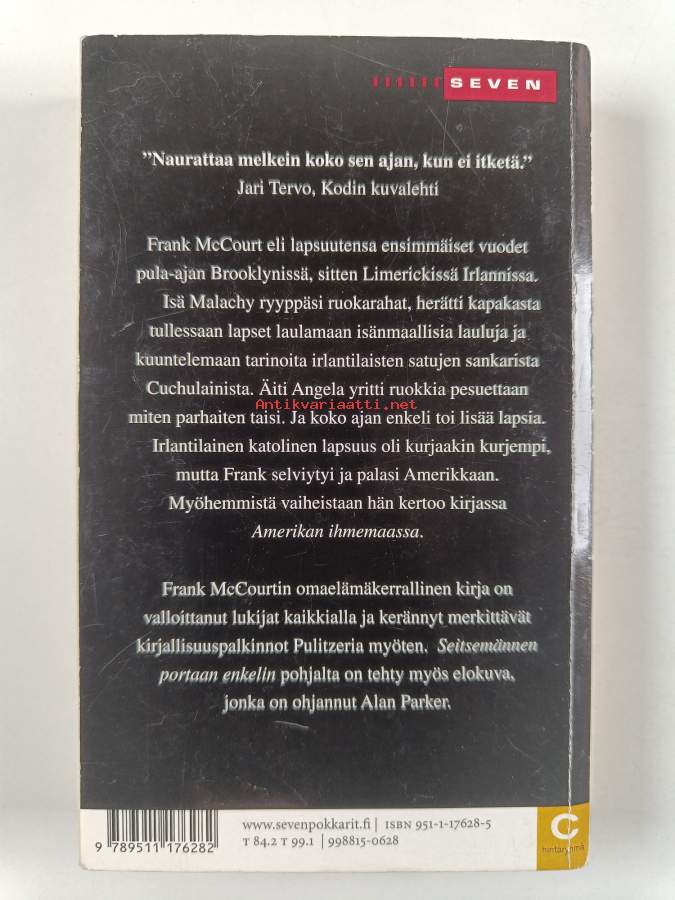 SEVEN
”Naurattaa melkein koko sen ajan, kun ei itketä.”
Jari Tervo, Kodin kuvalehti
Frank McCourt eli lapsuutensa ensimmäiset vuodet
pula-ajan Brooklynissä, sitten Limerickissä Irlannissa.
Isä Malachy ryyppäsi ruokarahat, herätti kapakasta
tullessaan lapset laulamaan isänmaallisia lauluja ja
kuuntelemaan tarinoita irlantilaisten satujen sankarista
Cuchulainista. Äiti Angela yritti ruokkia pesuettaan
Antikvariaatti.net
miten parhaiten taisi. Ja koko ajan enkeli toi lisää lapsia.
Irlantilainen katolinen lapsuus oli kurjaakin kurjempi,
mutta Frank selviytyi ja palasi Amerikkaan.
Myöhemmistä vaiheistaan hän kertoo kirjassa
Amerikan ihmemaassa.
Frank McCourtin omaelämäkerrallinen kirja on
valloittanut lukijat kaikkialla ja kerännyt merkittävät
kirjallisuuspalkinnot Pulitzeria myöten. Seitsemännen
portaan enkelin pohjalta on tehty myös elokuva,
jonka on ohjannut Alan Parker.
www.sevenpokkarit.fi | ISBN 951-1-17628-5
T 84.2 T 99.1 | 998815-0628
9 789511 176282
C
hintaryhmä